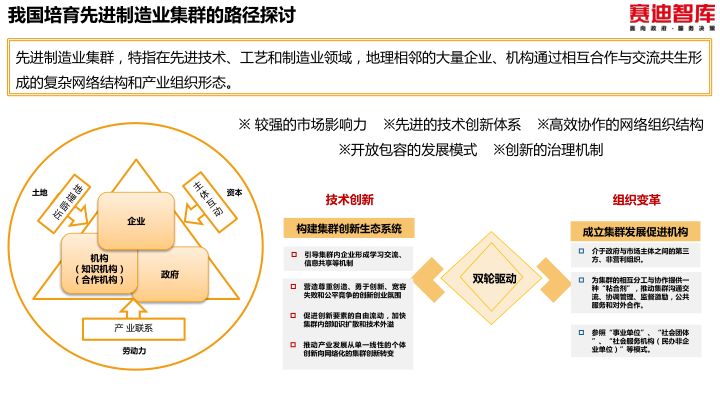 我国培育先进制造业集群的路径探讨
赛迪智库
面向政府·服务决策
先进制造业集群，特指在先进技术、工艺和制造业领域，地理相邻的大量企业、机构通过相互合作与交流共生形
成的复杂网络结构和产业组织形态。
※ 较强的市场影响力 ※先进的技术创新体系 ※高效协作的网络组织结构
※开放包容的发展模式 ※创新的治理机制
土地
地理临近
主体互信
资本
企业
机构
（知识机构）
（合作机构）
政府
产业联系
劳动力
技术创新
构建集群创新生态系统
引导集群内企业形成学习交流、
信息共享等机制
营造尊重创造、勇于创新、宽容
失败和公平竞争的创新创业氛围
促进创新要素的自由流动，加快
集群内部知识扩散和技术外溢
推动产业发展从单一线性的个体
创新向网络化的集群创新转变
双轮驱动
组织变革
成立集群发展促进机构
介于政府与市场主体之间的第三
方、非营利组织。
为集群的相互分工与协作提供一
种“粘合剂”，推动集群沟通交
流、协调管理、监督激励，公共
服务和对外合作。
参照“事业单位”、“社会团体
”、“社会服务机构（民办非企
业单位）”等模式。